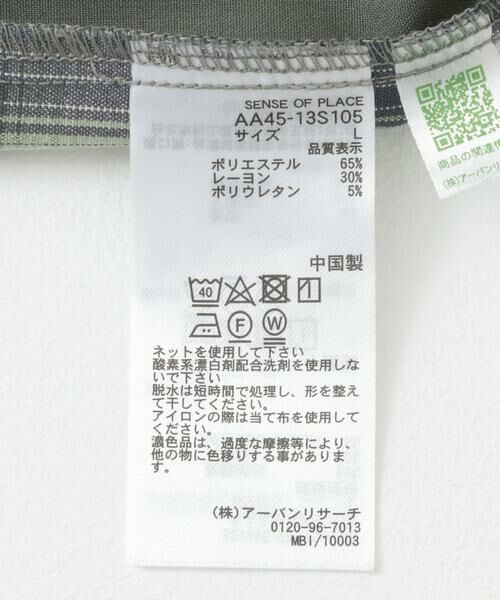 SENSE OF PLACE
AA45-13S105
サイズ L
品質表示
ポリエステル 65%
レーヨン 30%
ポリウレタン 5%
中国製
40
F W
ネットを使用して下さい
酸素系漂白剤配合洗剤を使用しな
いで下さい
脱水は短時間で処理し、形を整え
て干してください。
アイロンの際は当て布を使用して
ください。
濃色品は、過度な摩擦等により、
他の物に色移りする事がありま
す。
(株)アーバンリサーチ
0120-96-7013
MBI/10003
商品の関連情
(株)アーバン